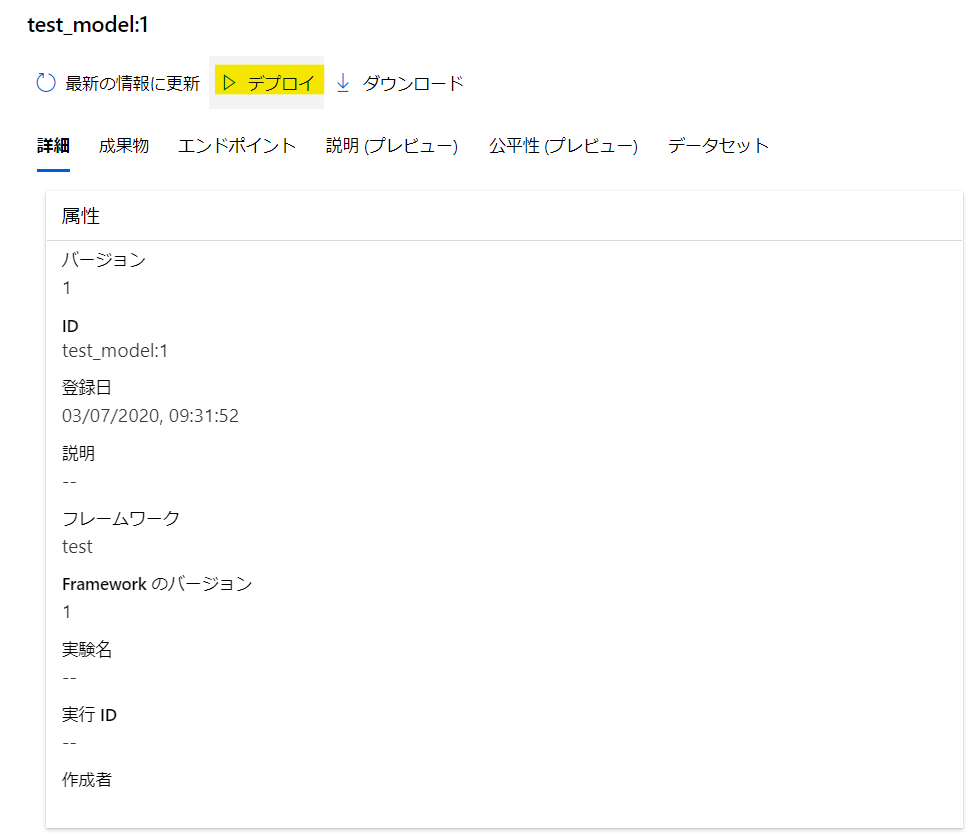 test_model:1
最新の情報に更新 デプロイ ダウンロード
詳細 成果物 エンドポイント 説明 (プレビュー) 公平性 (プレビュー) データセット
属性
バージョン
1
ID
test_model:1
登録日
03/07/2020, 09:31:52
説明
--
フレームワーク
test
Framework のバージョン
1
実験名
--
実行 ID
--
作成者